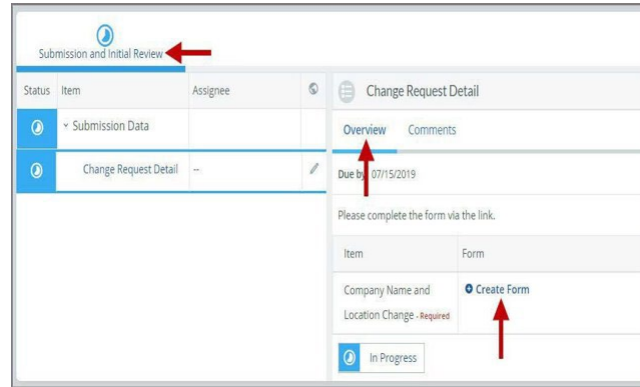 Submission and Initial Review
Status Item Assignee
Submission Data
Change Request Detail --
Change Request Detail
Overview Comments
Due by: 07/15/2019
Please complete the form via the link.
Item Form
Company Name and Create Form
Location Change - Required
In Progress